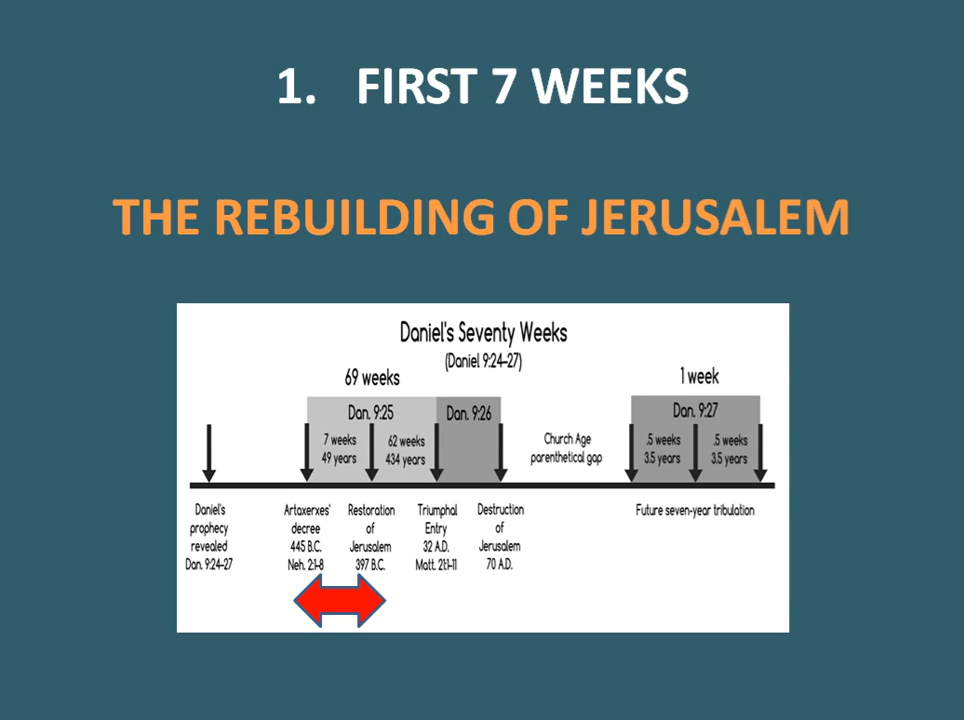 1. FIRST 7 WEEKS
THE REBUILDING OF JERUSALEM
Daniel's Seventy Weeks
(Daniel 9:24-27)
69 weeks
1 week
Dan. 9:25
Dan. 9:26
Dan. 9:27
7 weeks
49 years
62 weeks
434 years
Church Age
parenthetical gap
.5 weeks
3.5 years
.5 weeks
3.5 years
Daniel's
prophecy
revealed
Dan. 9:24-27
Artaxerxes'
decree
445 B.C.
Neh. 2:1-8
Restoration
of
Jerusalem
397 B.C.
Triumphal
Entry
32 A.D.
Matt. 21:1-11
Destruction
of
Jerusalem
70 A.D.
Future seven-year tribulation